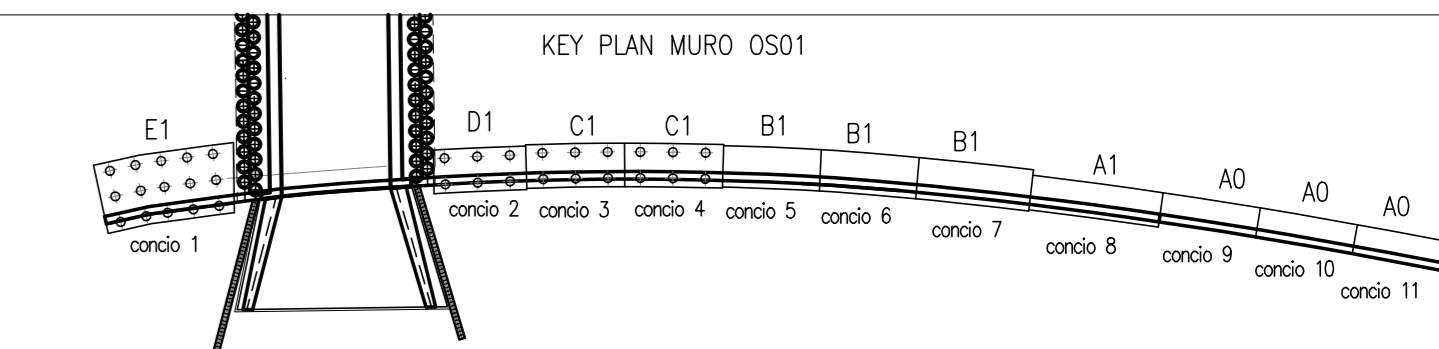 KEY PLAN MURO OS01
E1
D1
C1
C1
B1
B1
B1
A1
A0
A0
A0
concio 1
concio 2
concio 3
concio 4
concio 5
concio 6
concio 7
concio 8
concio 9
concio 10
concio 11